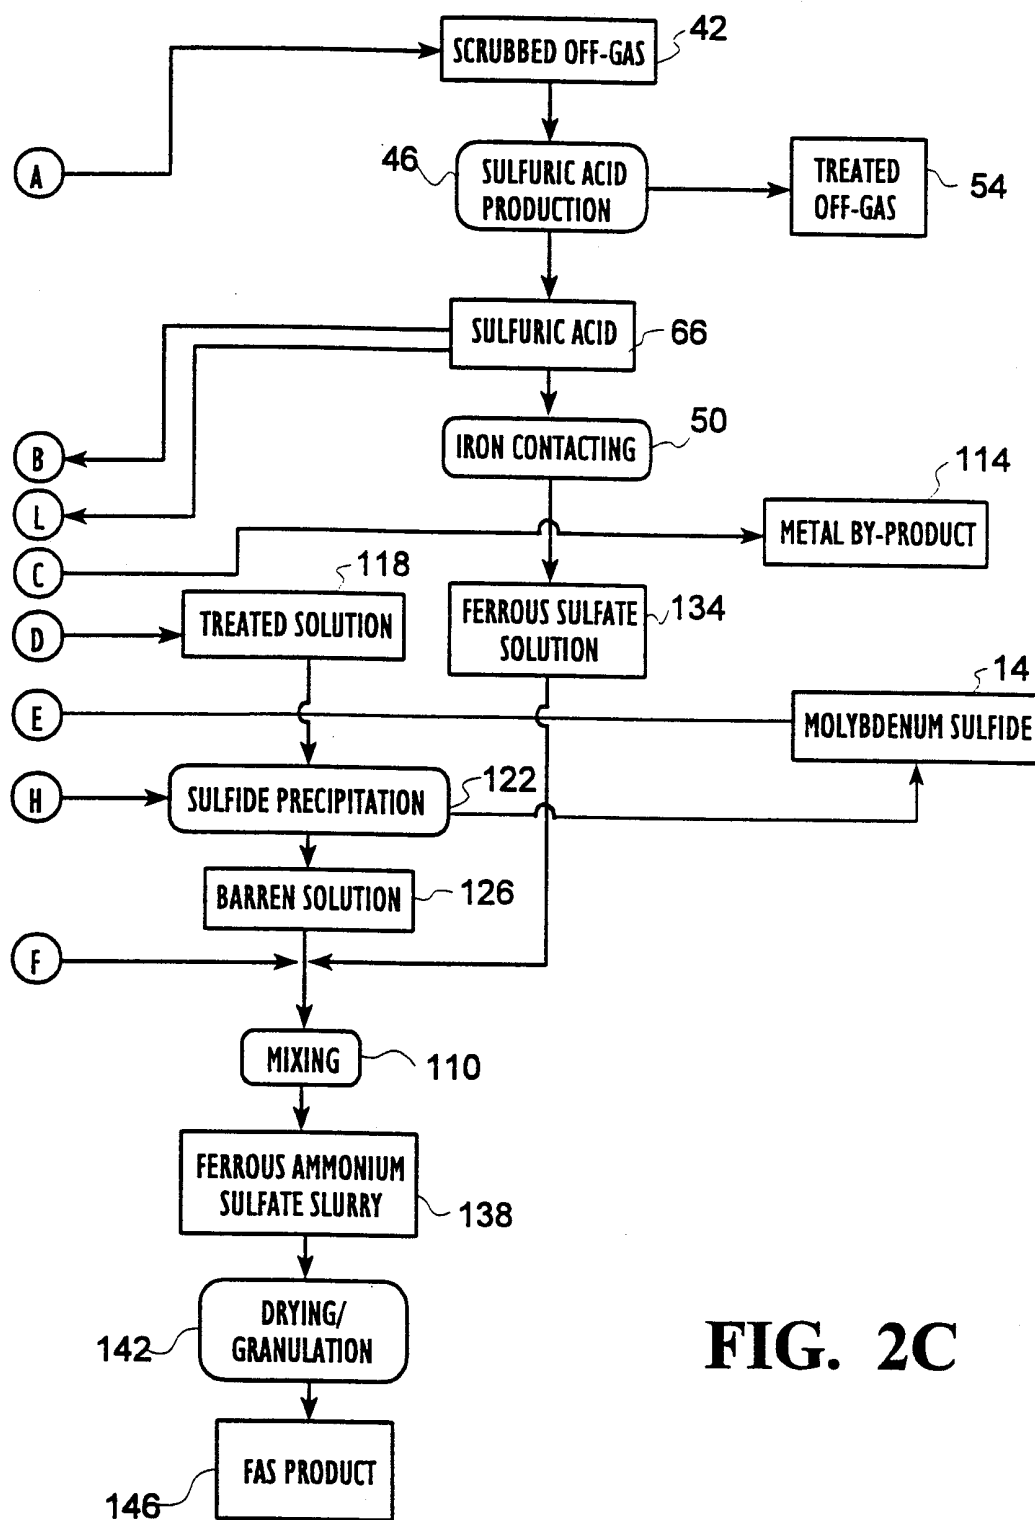 SCRUBBED OFF-GAS
42
A
46
SULFURIC ACID
PRODUCTION
TREATED
OFF-GAS
54
SULFURIC ACID
66
B
IRON CONTACTING
50
L
METAL BY-PRODUCT
114
C
118
D
TREATED SOLUTION
FERROUS SULFATE
SOLUTION
134
14
E
MOLYBDENUM SULFIDE
H
SULFIDE PRECIPITATION
122
BARREN SOLUTION
126
F
MIXING
110
FERROUS AMMONIUM
SULFATE SLURRY
138
DRYING/
GRANULATION
142
FAS PRODUCT
146
FIG. 2C